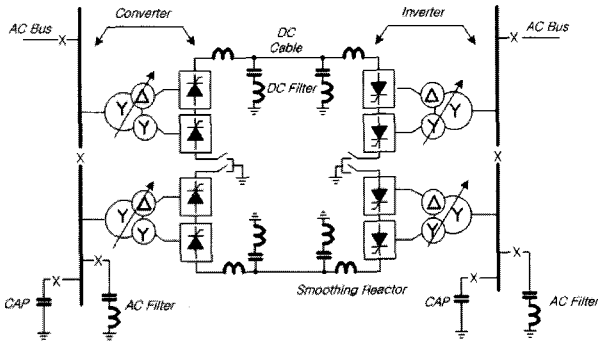 Converter
Inverter
AC Bus
DC
Cable
AC Bus
DC Filter
Δ
Y
Y
Δ
Y
Y
Δ
Y
Y
Δ
Y
Y
Smoothing Reactor
CAP
AC Filter
CAP
AC Filter